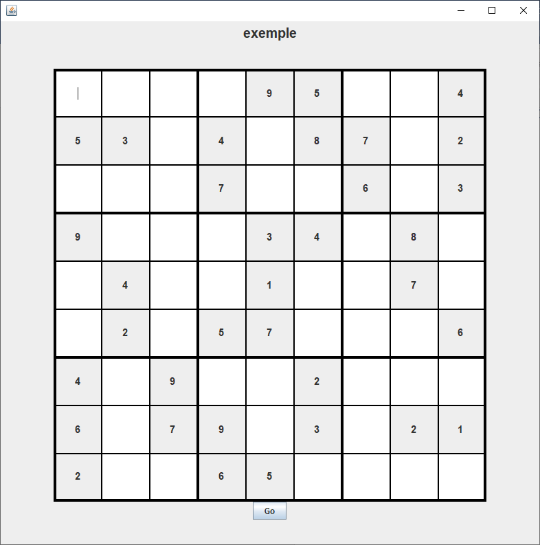 exemple
9 5 4
5 3 4 8 7 2
7 6 3
9 3 4 8
4 1 7
2 5 7 6
4 9 2
6 7 9 3 2 1
2 6 5
Go